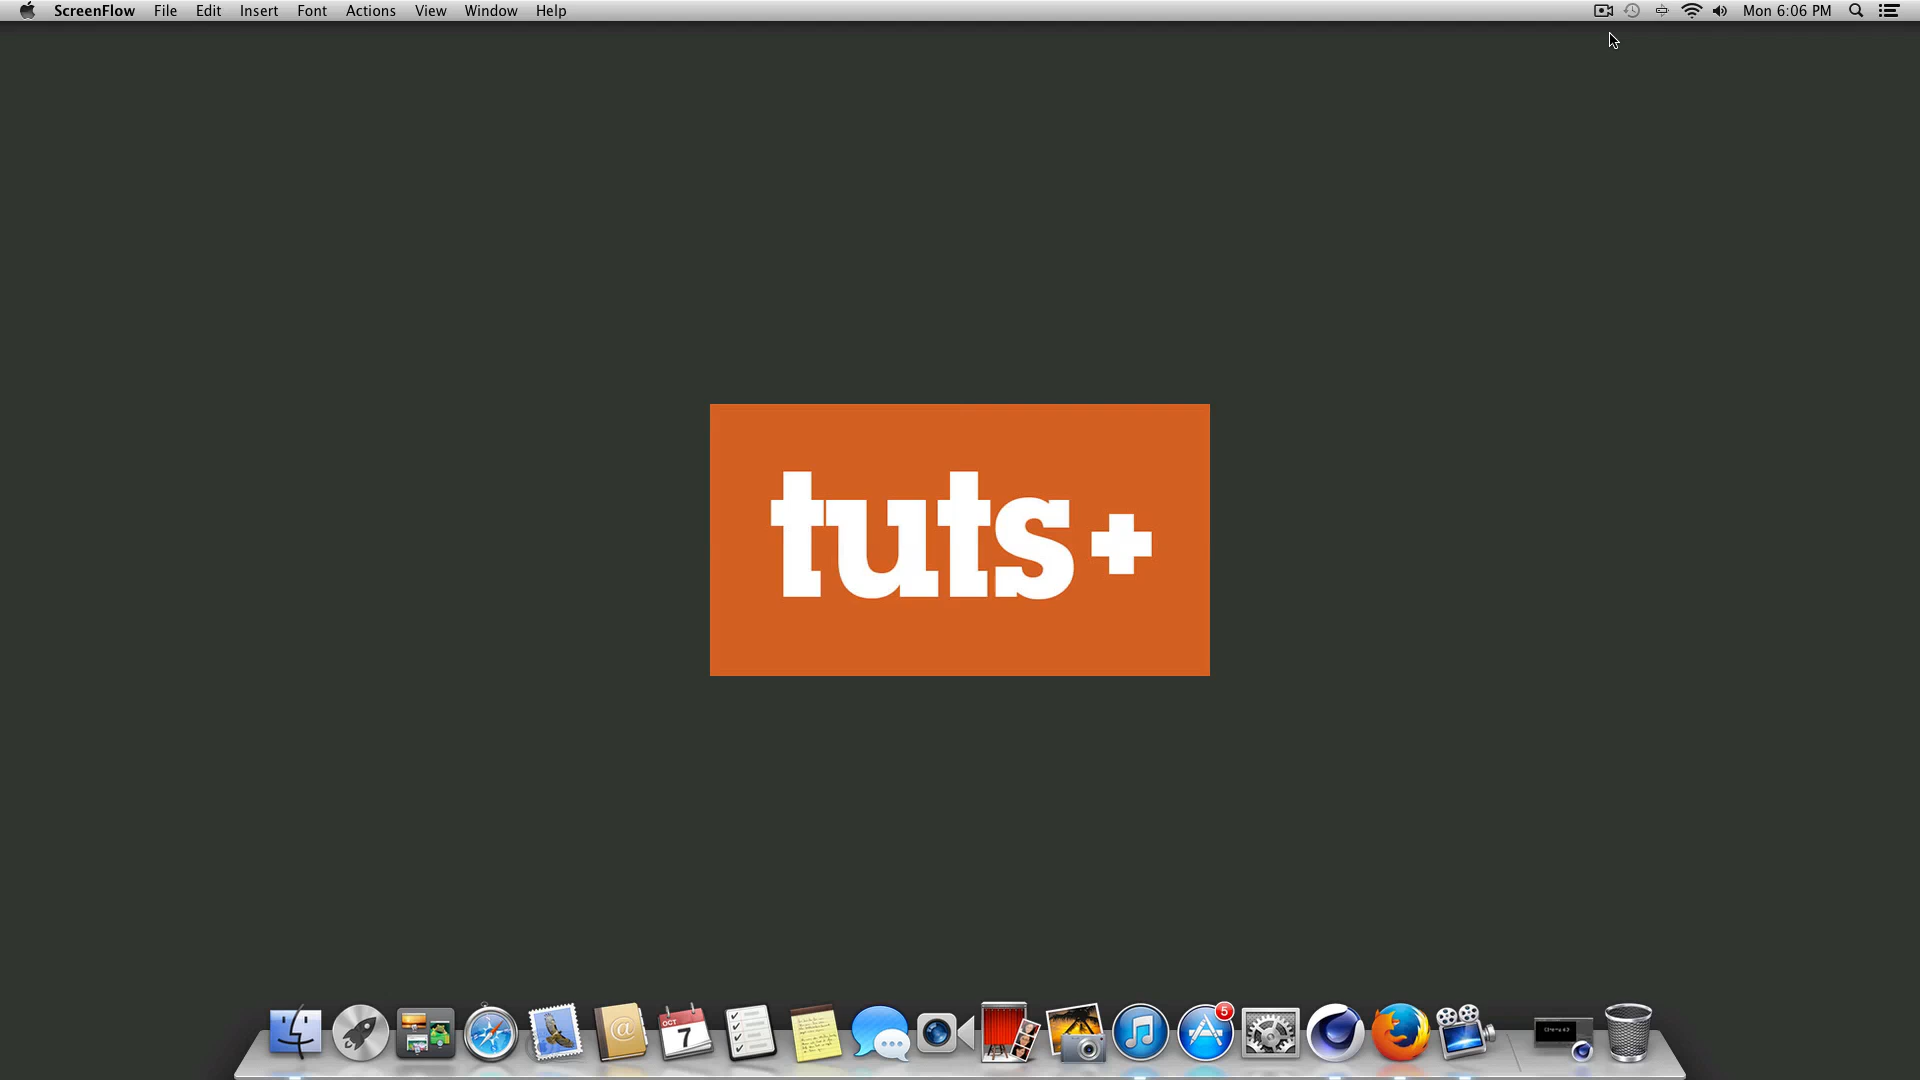 ScreenFlow File Edit Insert Font Actions View Window Help Mon 6:06 PM
tuts+
5
OCT
7
@